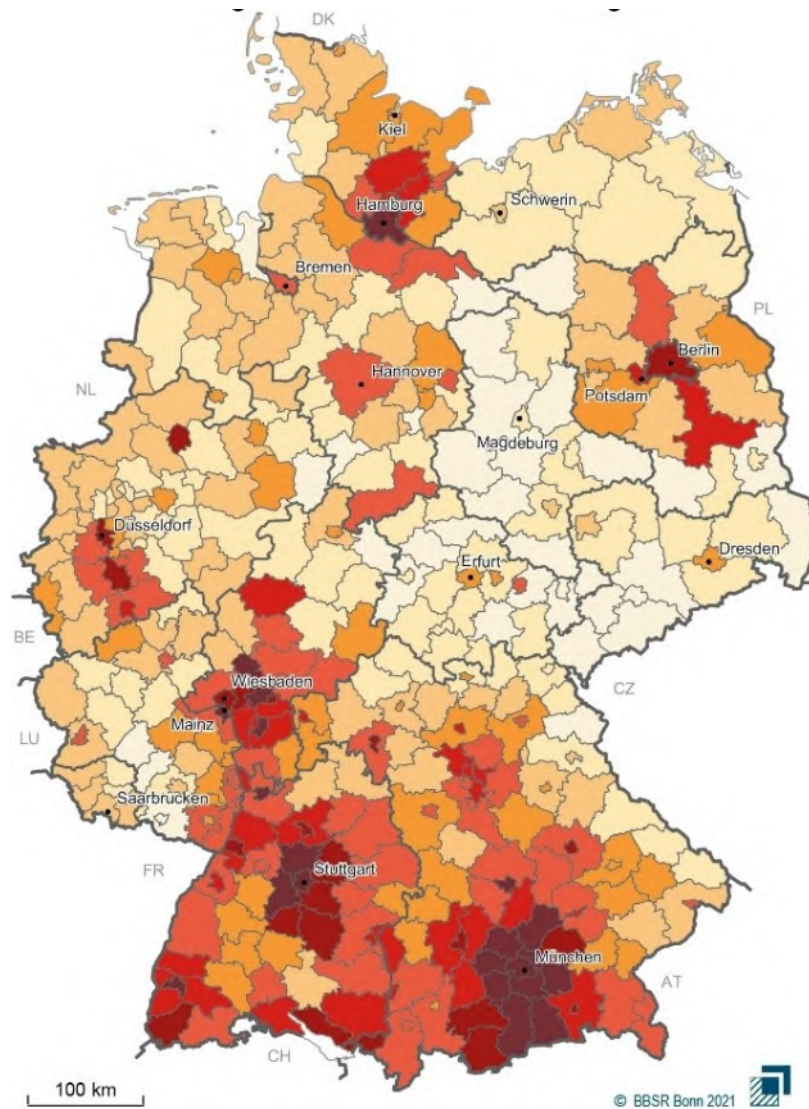 DK
Kiel
Hamburg
Schwerin
Bremen
PL
Berlin
Hannover
Potsdam
NL
Magdeburg
Düsseldorf
Dresden
Erfurt
BE
Wiesbaden
CZ
Mainz
LU
Saarbrücken
FR
Stuttgart
München
AT
CH
100 km
© BBSR Bonn 2021